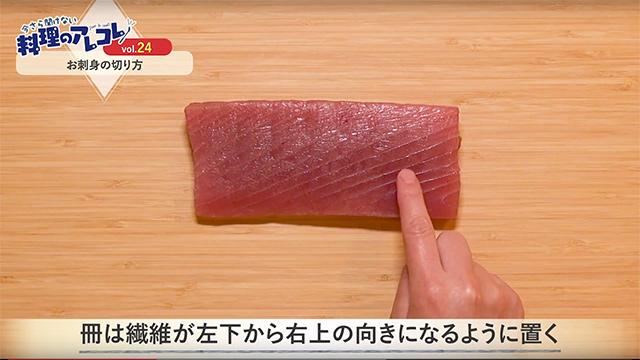 今さら聞けない
料理のアレコレ
vol.24
お刺身の切り方
冊は繊維が左下から右上の向きになるように置く